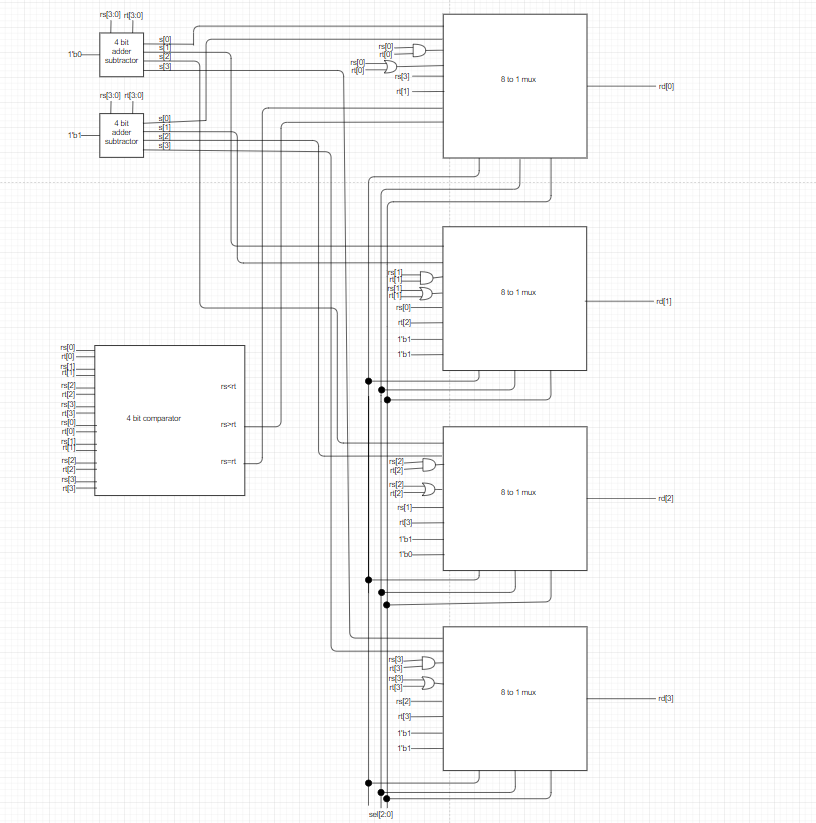 rs[3:0] rt[3:0]
4 bit
adder
subtractor
1'b0
s[0]
s[1]
s[2]
s[3]
rs[3:0] rt[3:0]
4 bit
adder
subtractor
1'b1
s[0]
s[1]
s[2]
s[3]
rs[0]
rt[0]
rs[0]
rt[0]
rs[3]
rt[1]
8 to 1 mux
rd[0]
rs[1]
rt[1]
rs[1]
rt[1]
rs[0]
rt[2]
1'b1
1'b1
8 to 1 mux
rd[1]
rs[0]
rt[0]
rs[1]
rt[1]
rs[2]
rt[2]
rs[3]
rt[3]
rs[0]
rt[0]
rs[1]
rt[1]
rs[2]
rt[2]
rs[3]
rt[3]
4 bit comparator
rs<rt
rs>rt
rs=rt
rs[2]
rt[2]
rs[2]
rt[2]
rs[1]
rt[3]
1'b1
1'b0
8 to 1 mux
rd[2]
rs[3]
rt[3]
rs[3]
rt[3]
rs[2]
rt[3]
1'b1
1'b1
8 to 1 mux
rd[3]
sel[2:0]